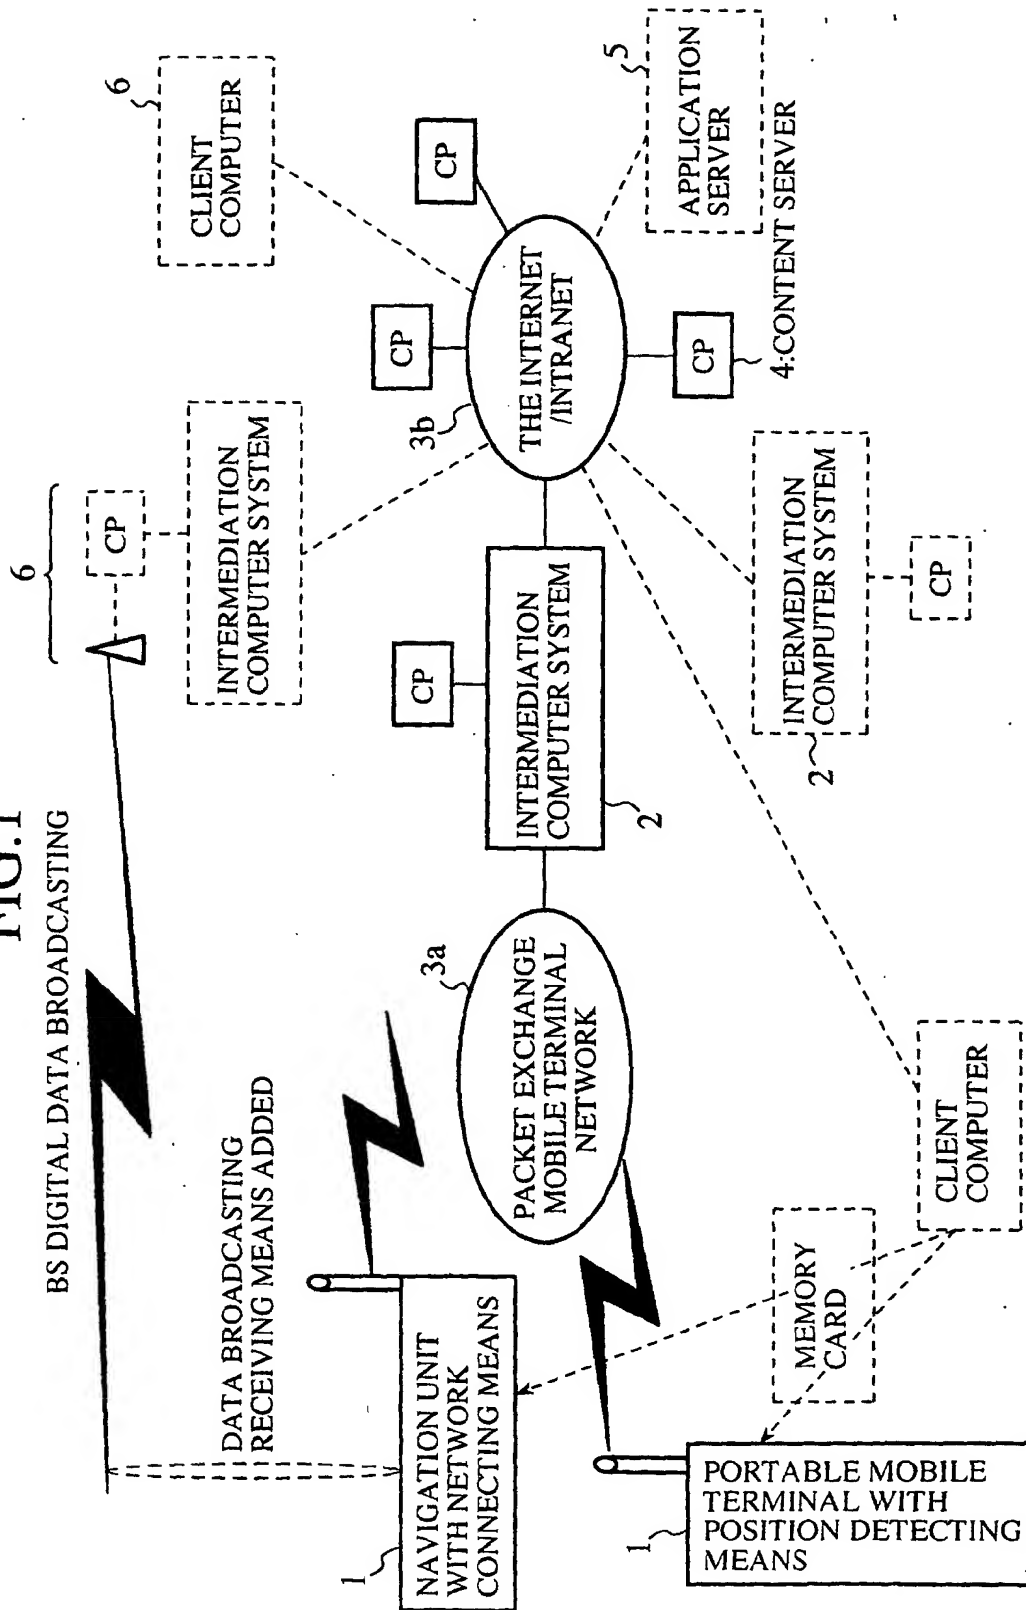 FIG.1
BS DIGITAL DATA BROADCASTING
6
CP
INTERMEDIATION
COMPUTER SYSTEM
6
CLIENT
COMPUTER
DATA BROADCASTING
RECEIVING MEANS ADDED
CP
CP
CP
3a
3b
PACKET EXCHANGE
MOBILE TERMINAL
NETWORK
INTERMEDIATION
COMPUTER SYSTEM
2
THE INTERNET
/INTRANET
5
APPLICATION
SERVER
CP
4:CONTENT SERVER
1
NAVIGATION UNIT
WITH NETWORK
CONNECTING MEANS
INTERMEDIATION
COMPUTER SYSTEM
2
CP
MEMORY
CARD
CLIENT
COMPUTER
1
PORTABLE MOBILE
TERMINAL WITH
POSITION DETECTING
MEANS